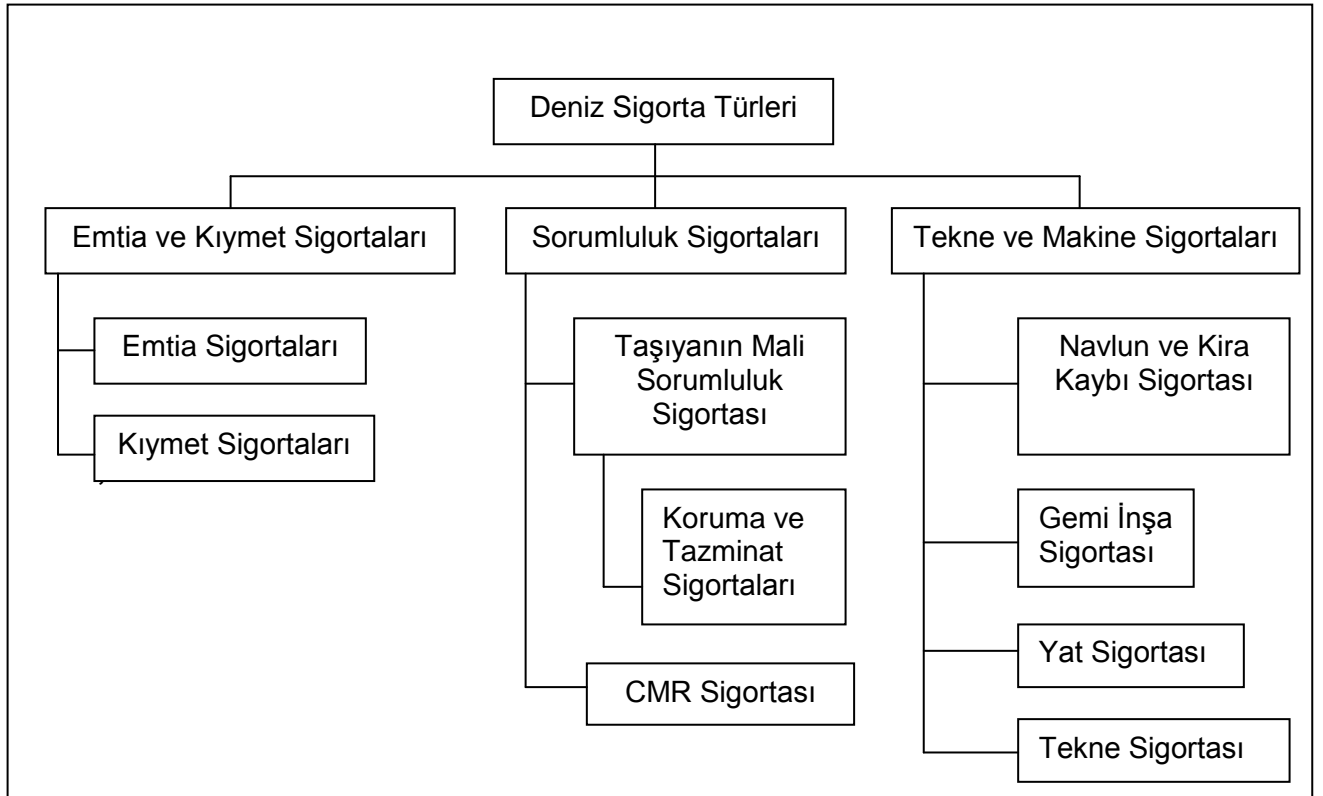 Deniz Sigorta Türleri
Emtia ve Kıymet Sigortaları
Emtia Sigortaları
Kıymet Sigortaları
Sorumluluk Sigortaları
Taşıyanın Mali
Sorumluluk
Sigortası
Koruma ve
Tazminat
Sigortaları
CMR Sigortası
Tekne ve Makine Sigortaları
Navlun ve Kira
Kaybı Sigortası
Gemi İnşa
Sigortası
Yat Sigortası
Tekne Sigortası